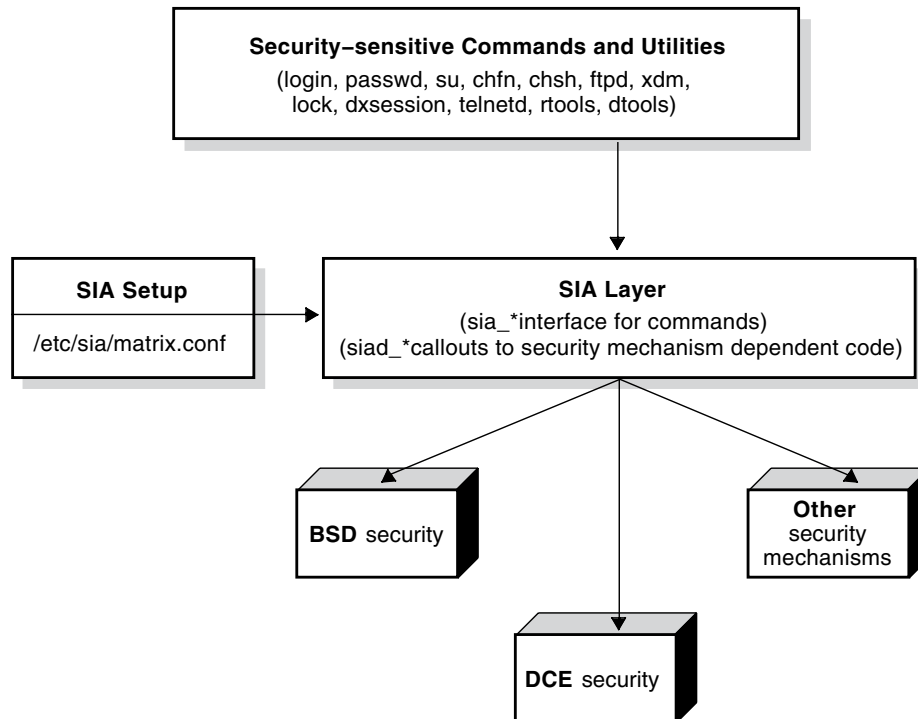 Security–sensitive Commands and Utilities
(login, passwd, su, chfn, chsh, ftpd, xdm,
lock, dxsession, telnetd, rtools, dtools)
SIA Setup
/etc/sia/matrix.conf
SIA Layer
(sia_*interface for commands)
(siad_*callouts to security mechanism dependent code)
BSD security
Other
security
mechanisms
DCE security